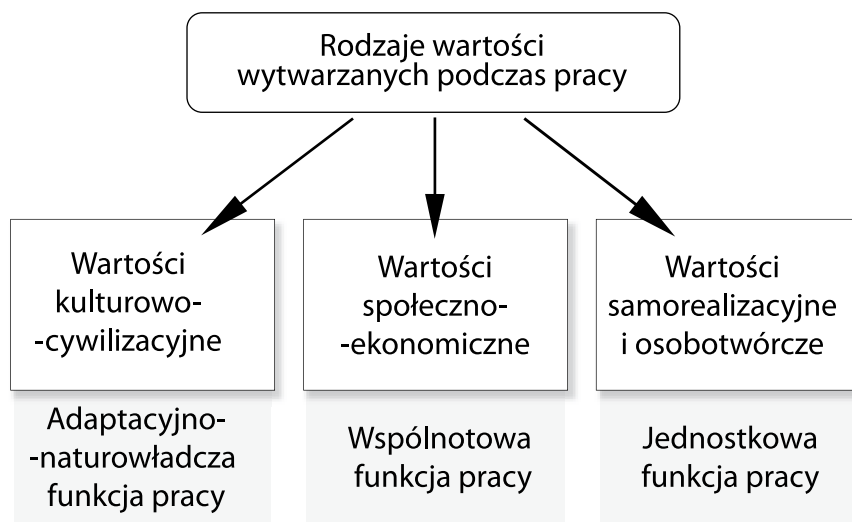 Rodzaje wartości
wytwarzanych podczas pracy
Wartości
kulturowo-
-cywilizacyjne
Adaptacyjno-
-naturowładcza
funkcja pracy
Wartości
społeczno-
-ekonomiczne
Wspólnotowa
funkcja pracy
Wartości
samorealizacyjne
i osobotwórcze
Jednostkowa
funkcja pracy